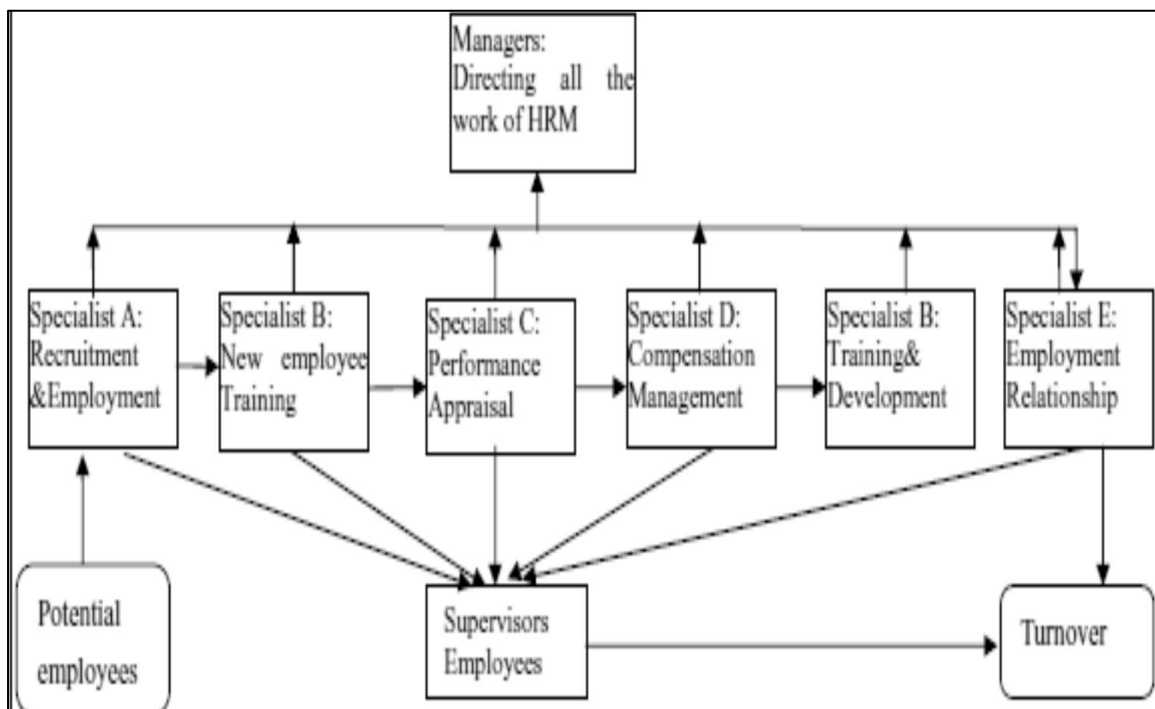 Managers:
Directing all the
work of HRM
Specialist A:
Recruitment
&Employment
Specialist B:
New employee
Training
Specialist C:
Performance
Appraisal
Specialist D:
Compensation
Management
Specialist B:
Training&
Development
Specialist E:
Employment
Relationship
Potential
employees
Supervisors
Employees
Turnover